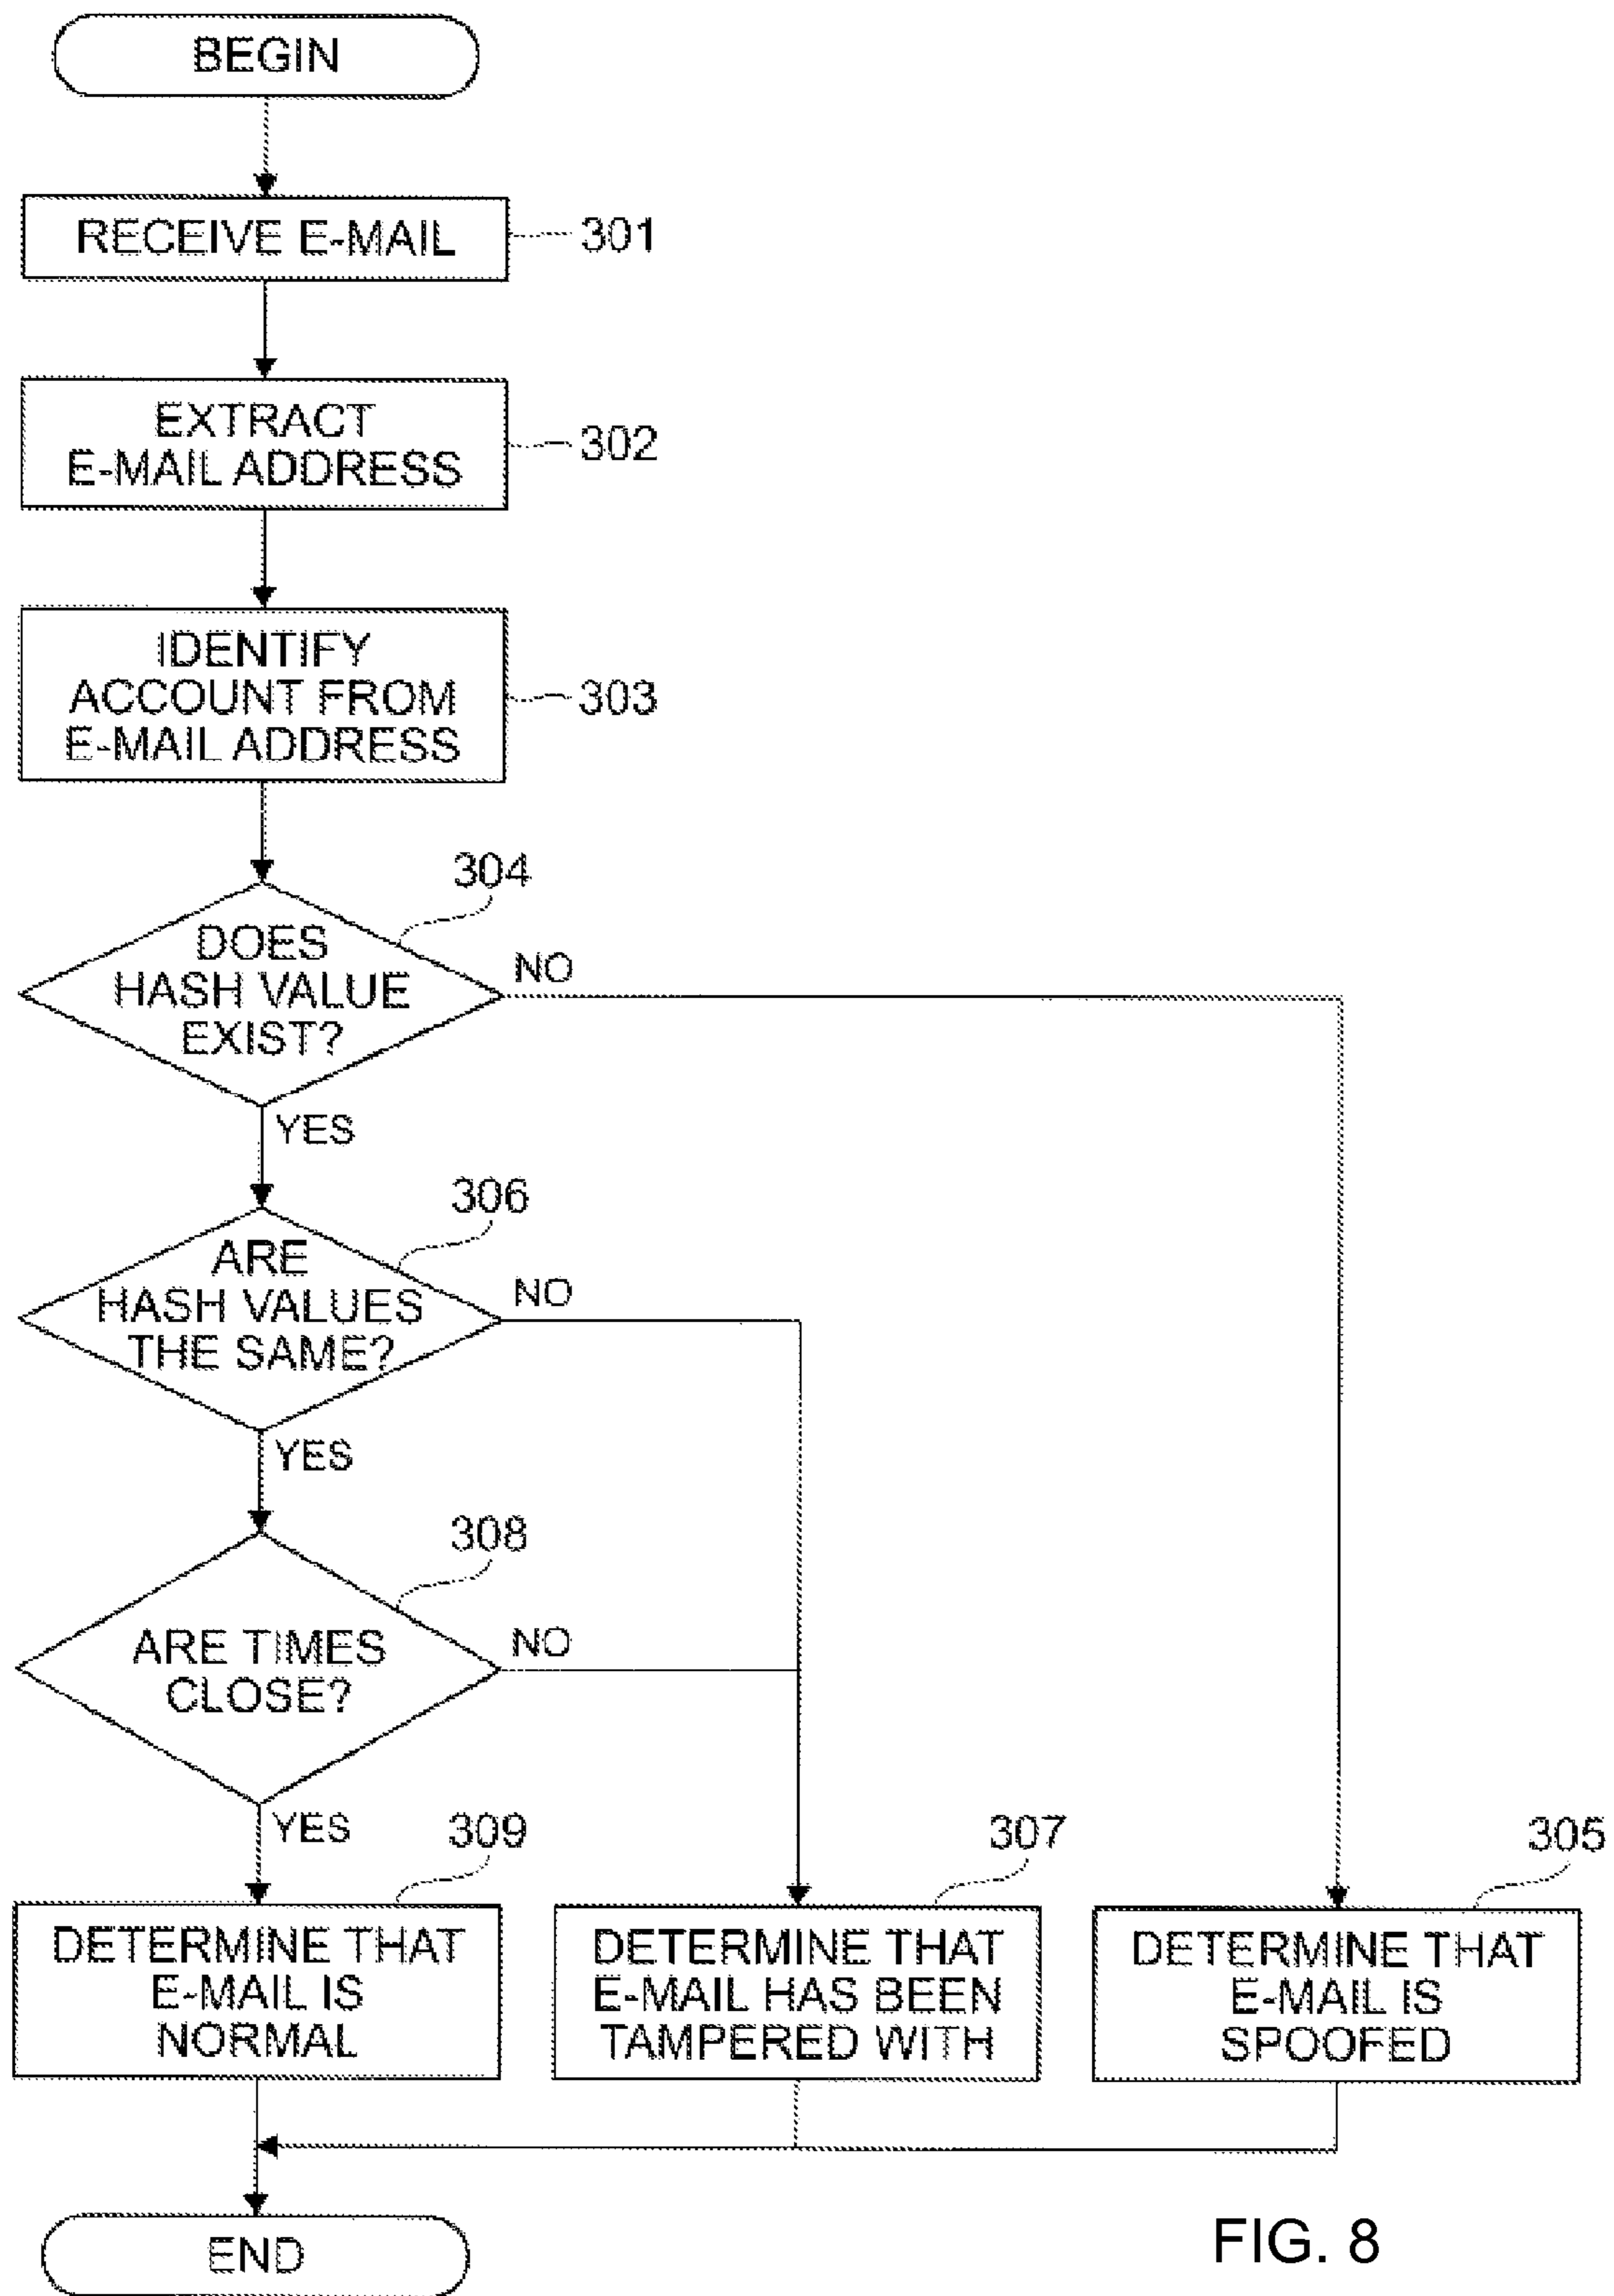 BEGIN
RECEIVE E-MAIL
301
EXTRACT
E-MAIL ADDRESS
302
IDENTIFY
ACCOUNT FROM
E-MAIL ADDRESS
303
304
DOES
HASH VALUE
EXIST?
NO
YES
306
ARE
HASH VALUES
THE SAME?
NO
YES
308
ARE TIMES
CLOSE?
NO
YES
309
DETERMINE THAT
E-MAIL IS
NORMAL
307
DETERMINE THAT
E-MAIL HAS BEEN
TAMPERED WITH
305
DETERMINE THAT
E-MAIL IS
SPOOFED
END
FIG. 8